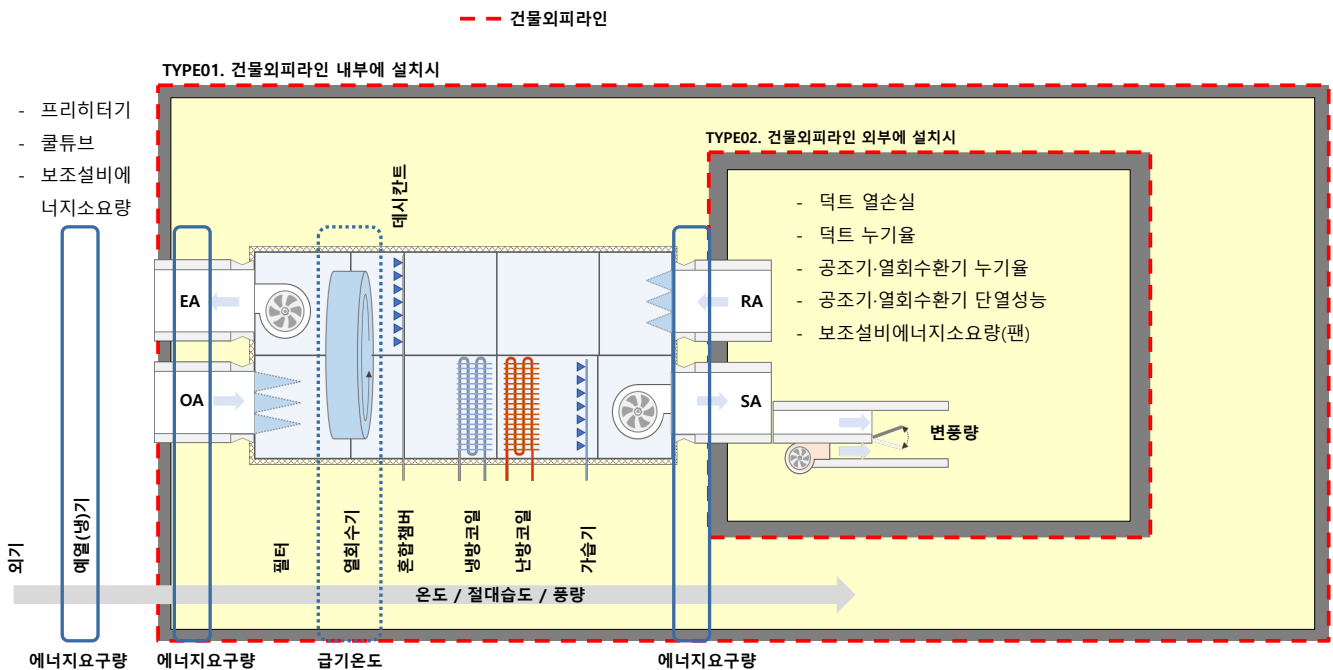 건물외피라인
TYPE01. 건물외피라인 내부에 설치시
- 프리히터기
- 쿨튜브
- 보조설비에
너지소요량
TYPE02. 건물외피라인 외부에 설치시
- 덕트 열손실
- 덕트 누기율
- 공조기·열회수환기 누기율
- 공조기·열회수환기 단열성능
- 보조설비에너지소요량(팬)
데시칸트
EA
RA
OA
SA
변풍량
외기
예열(냉)기
필터
열회수기
혼합챔버
냉방코일
난방코일
가습기
온도 / 절대습도 / 풍량
에너지요구량
에너지요구량
급기온도
에너지요구량